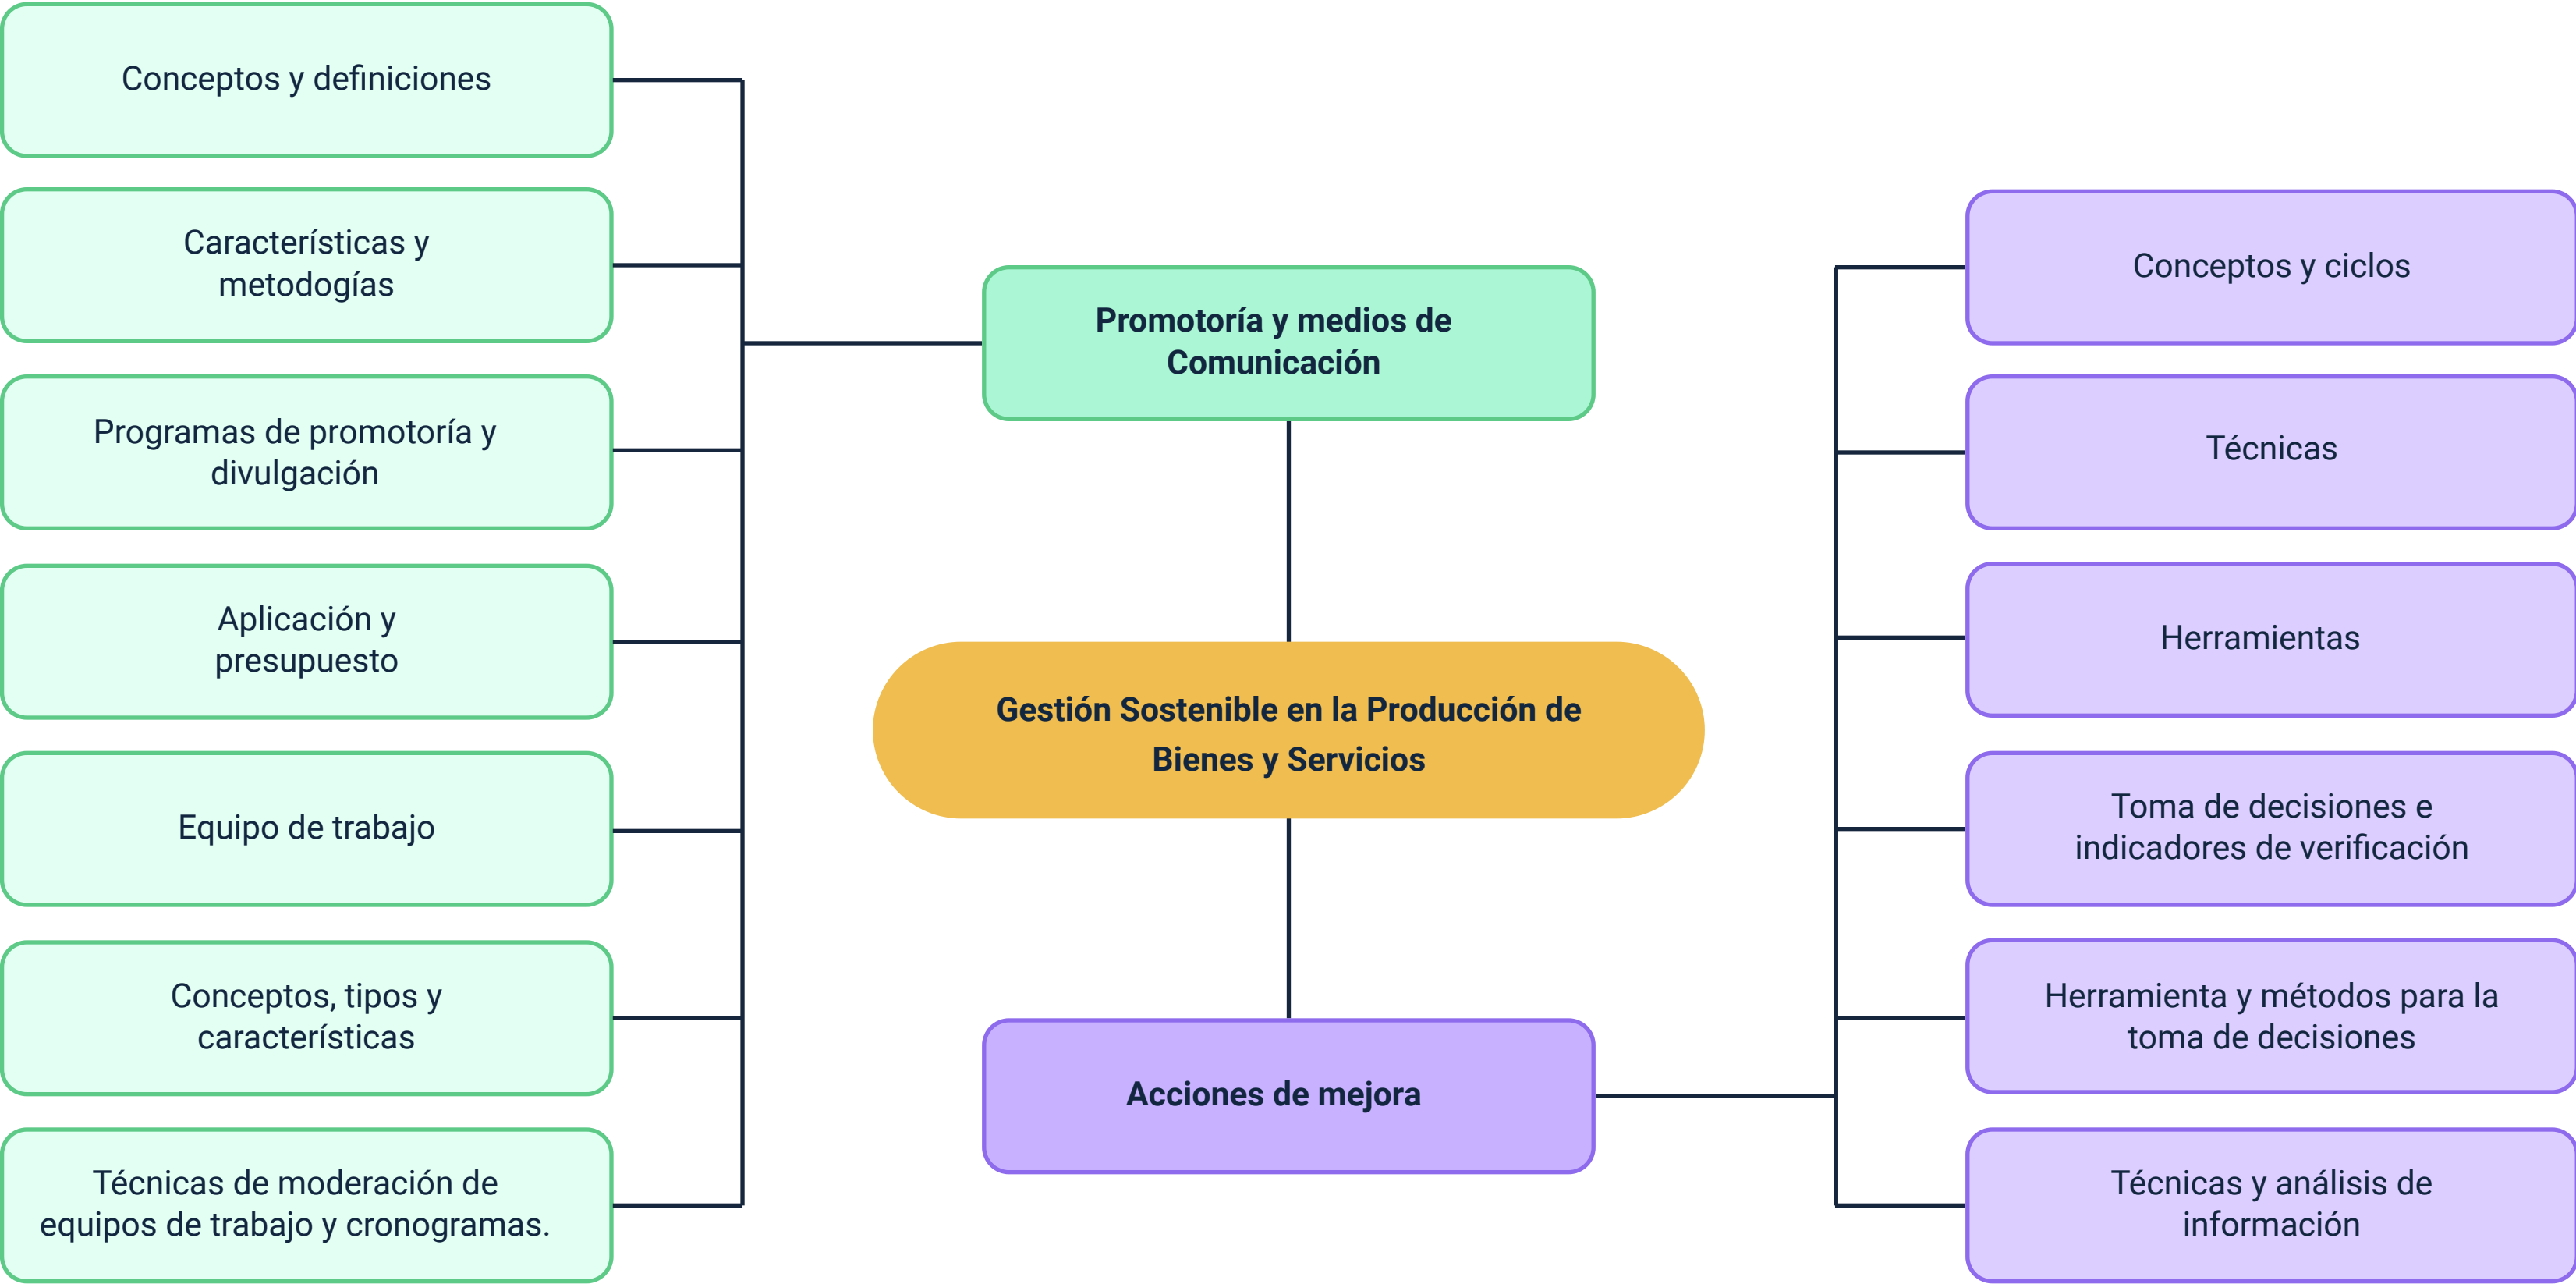 Conceptos y definiciones
Características y
metodogías
Programas de promotoría y
divulgación
Aplicación y
presupuesto
Equipo de trabajo
Conceptos, tipos y
características
Técnicas de moderación de
equipos de trabajo y cronogramas.
Promotoría y medios de
Comunicación
Gestión Sostenible en la Producción de
Bienes y Servicios
Acciones de mejora
Conceptos y ciclos
Técnicas
Herramientas
Toma de decisiones e
indicadores de verificación
Herramienta y métodos para la
toma de decisiones
Técnicas y análisis de
información